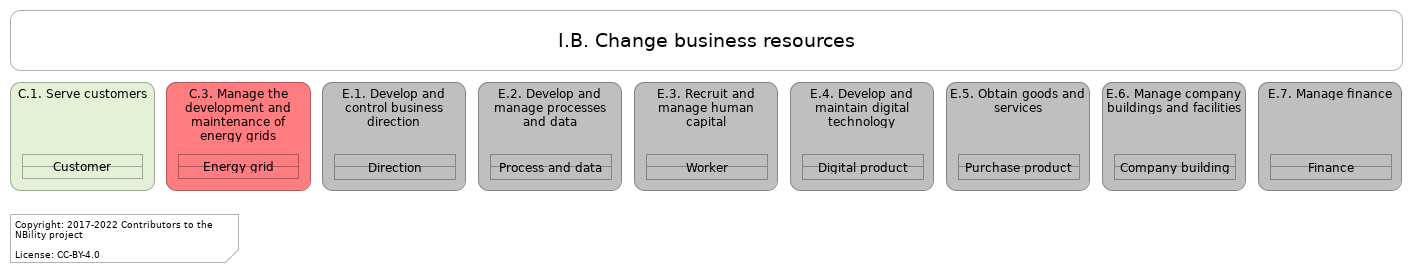 I.B. Change business resources
C.1. Serve customers
Customer
C.3. Manage the
development and
maintenance of
energy grids
Energy grid
E.1. Develop and
control business
direction
Direction
E.2. Develop and
manage processes
and data
Process and data
E.3. Recruit and
manage human
capital
Worker
E.4. Develop and
maintain digital
technology
Digital product
E.5. Obtain goods and
services
Purchase product
E.6. Manage company
buildings and facilities
Company building
E.7. Manage finance
Finance
Copyright: 2017-2022 Contributors to the
NBility project
License: CC-BY-4.0